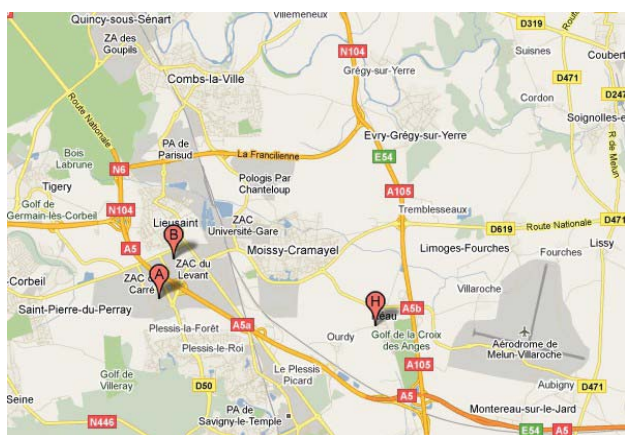 Quincy-sous-Sénart
Villemeneux
D319
Route
ZA des
Goupils
N104
Suisnes
Coubert
D471
Combs-la-Ville
Grégy-sur-Yerre
Cordon
D247
Route Nationale
Soignolles-e
PA de
Parisud
La Francilienne
Evry-Grégy-sur-Yerre
E54
R de Melun
Bois
Labrune
N6
Pologis Par
Chanteloup
A105
Tigery
N104
Tremblesseaux
Golf de
Germain-lès-Corbeil
Lieusaint
ZAC
Université-Gare
D619
Route Nationale
D471
A5
B
Moissy-Cramayel
Limoges-Fourches
Lissy
ZAC du
Levant
Fourches
Corbeil
A
ZAC
Carré
Villaroche
H
A5b
Saint-Pierre-du-Perray
A5a
Ourdy
Golf de la Croix
des Anges
Plessis-la-Forêt
Aérodrome de
Melun-Villaroche
Plessis-le-Roi
A105
Le Plessis
Picard
Golf de
Villeray
D50
A5
Aubigny
D471
Seine
PA de
Savigny-le-Temple
Montereau-sur-le-Jard
N446
E54
A5